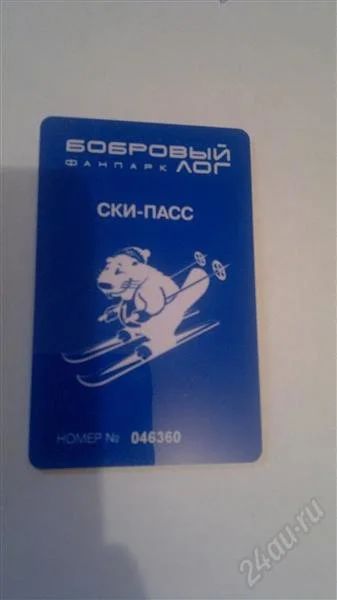 БОБРОВЫЙ
ФАНПАРК ЛОГ
СКИ-ПАСС
НОМЕР № 046360
24au.ru